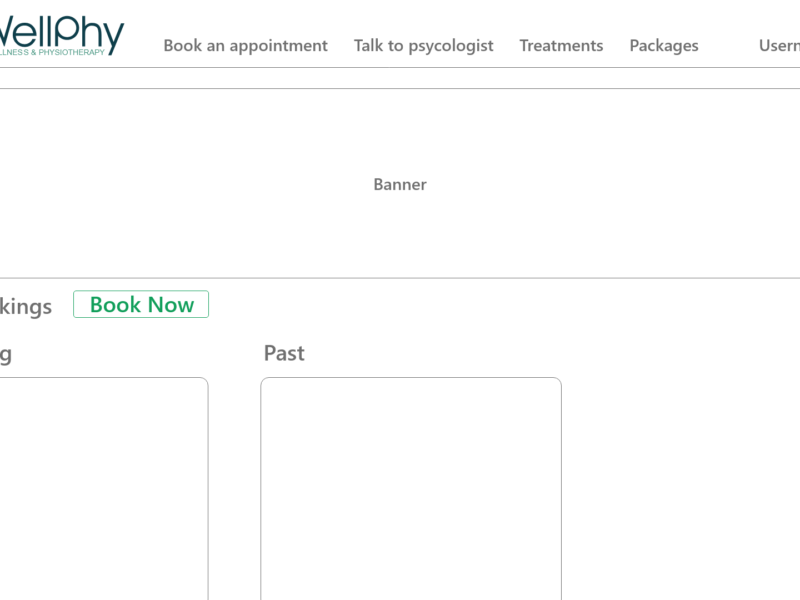 WellPhy
LLNESS & PHYSIOTHERAPY
Book an appointment
Talk to psycologist
Treatments
Packages
Usern
Banner
kings
Book Now
g
Past